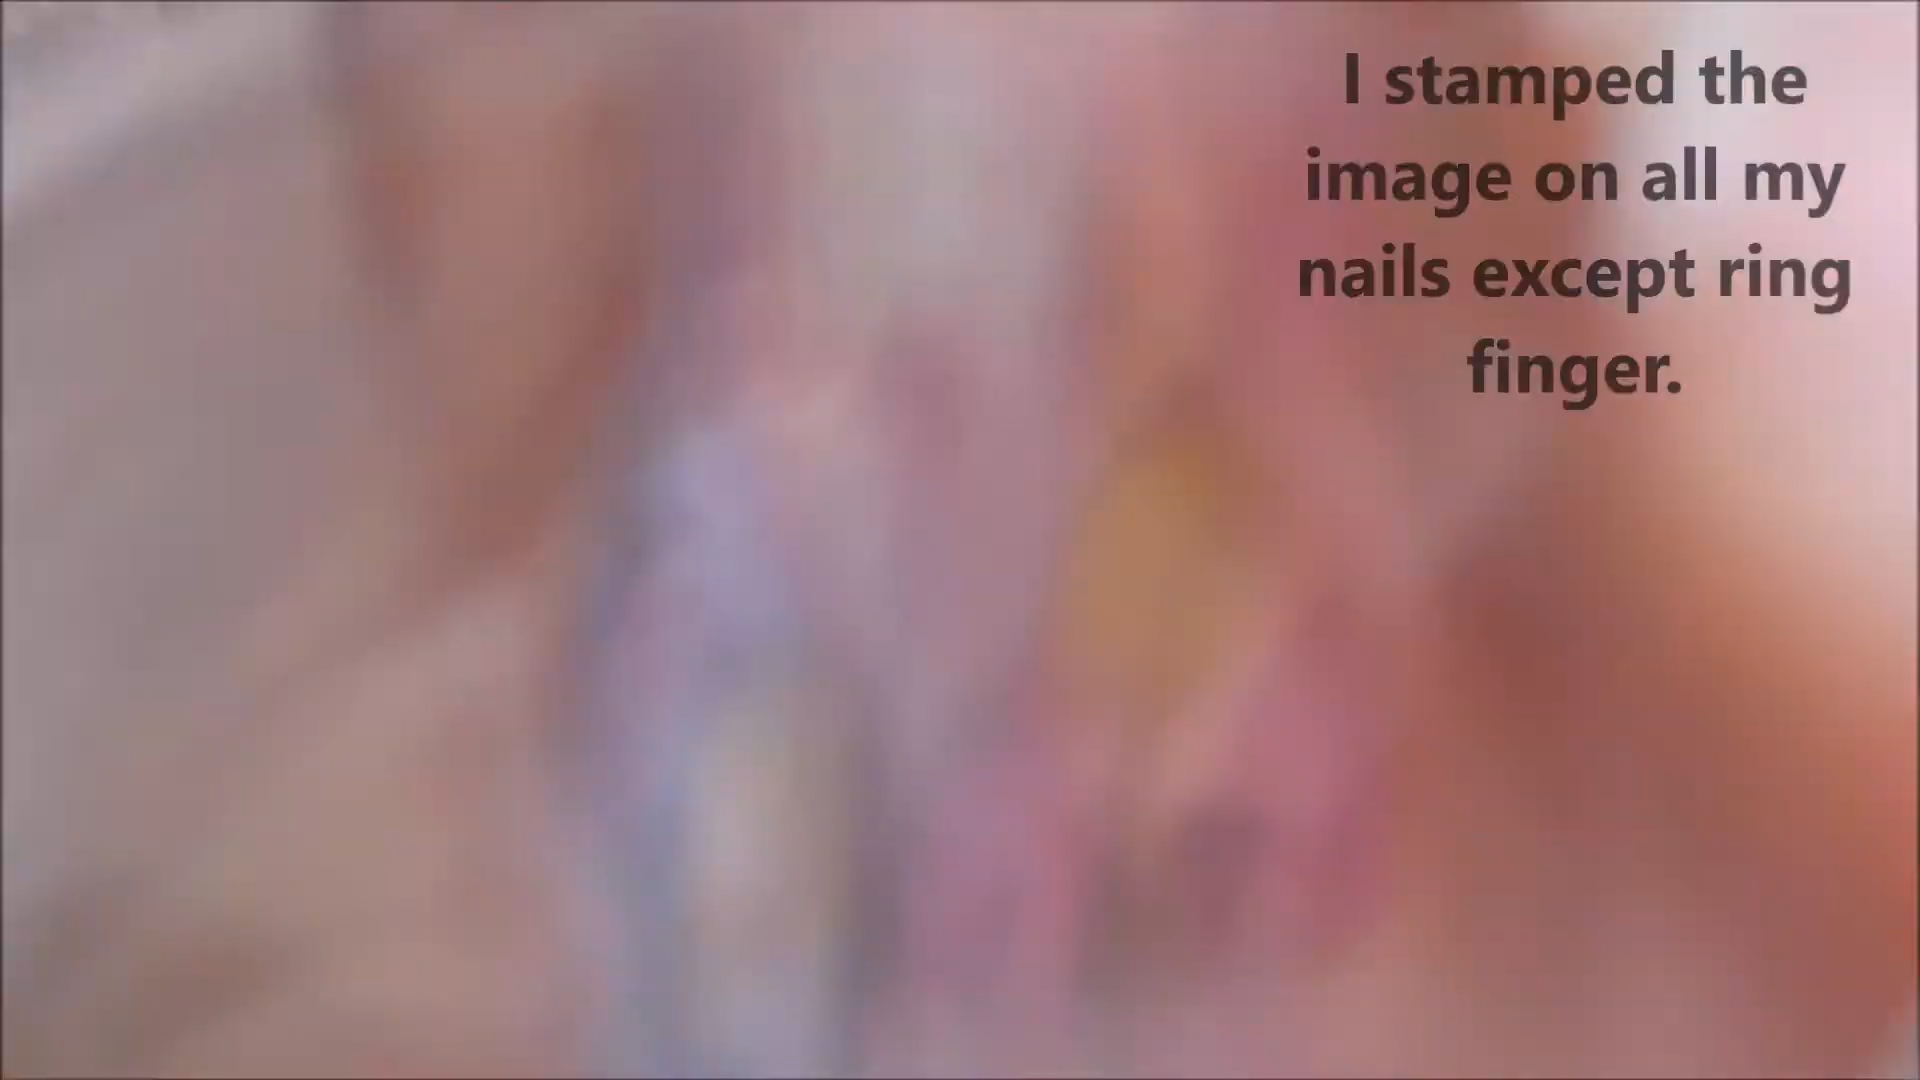 I stamped the
image on all my
nails except ring
finger.